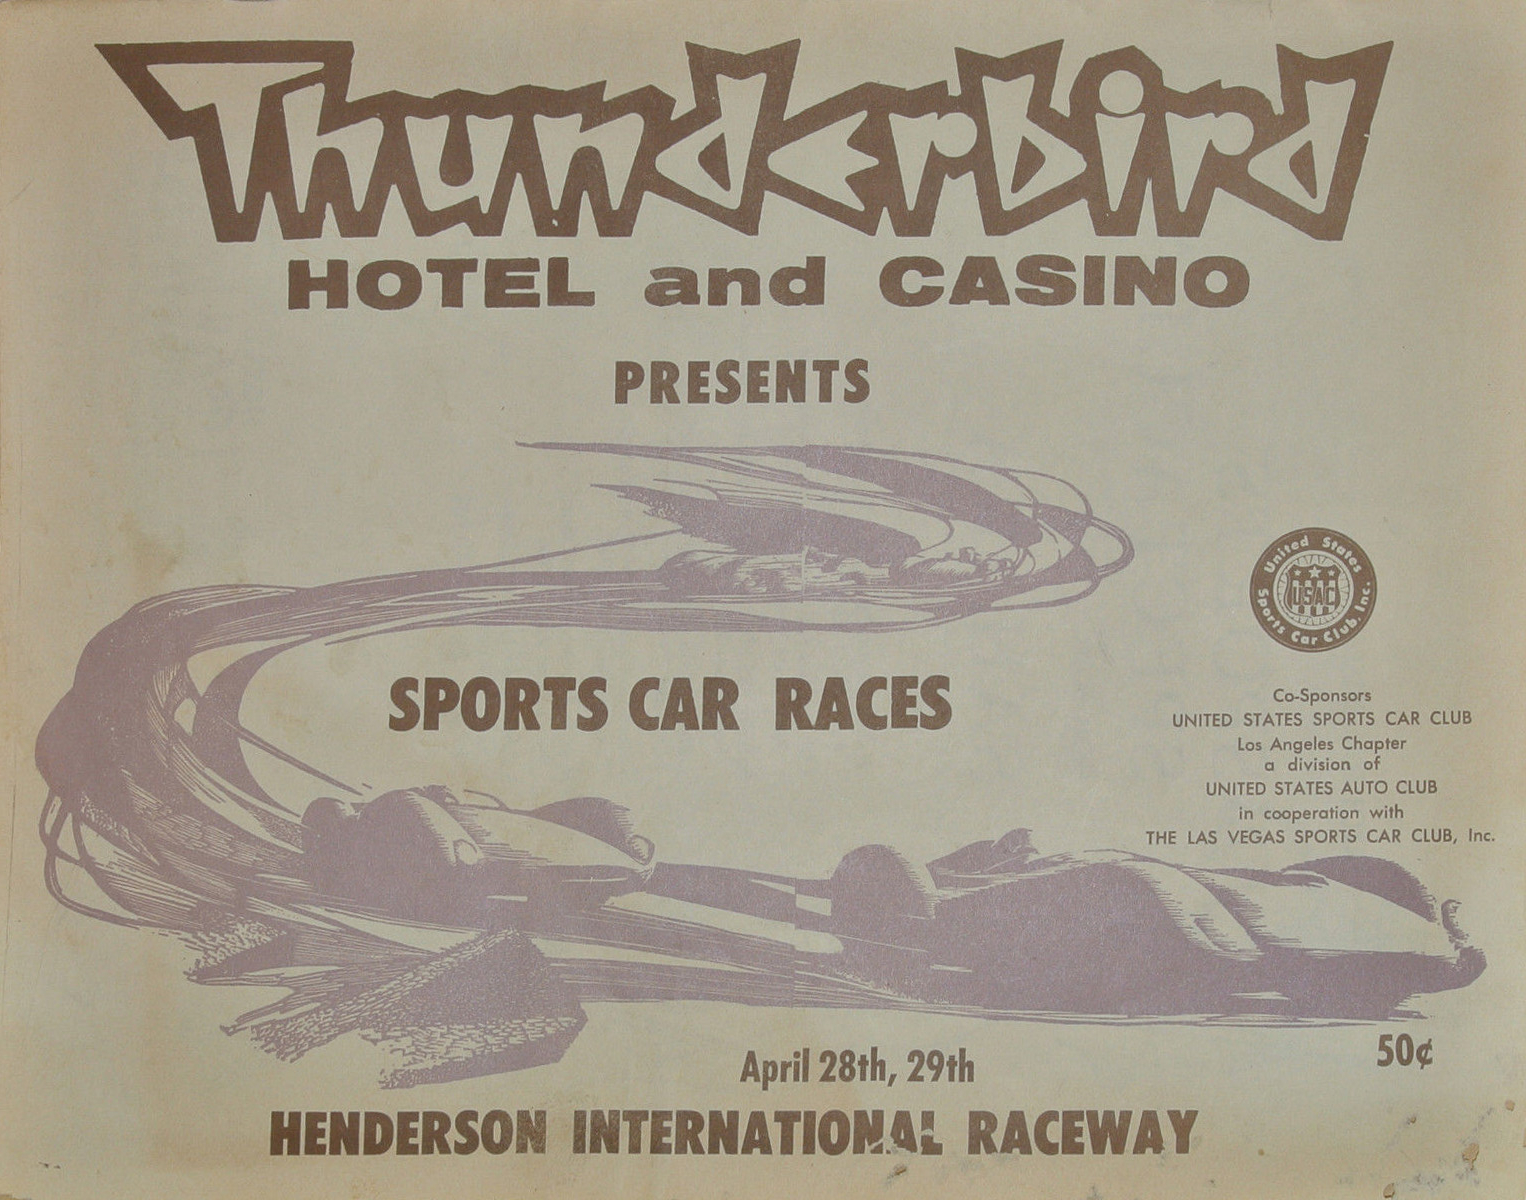 Thunderbird
HOTEL and CASINO
PRESENTS
United States
USAC
Sports Car Club, Inc.
SPORTS CAR RACES
Co-Sponsors
UNITED STATES SPORTS CAR CLUB
Los Angeles Chapter
a division of
UNITED STATES AUTO CLUB
in cooperation with
THE LAS VEGAS SPORTS CAR CLUB, Inc.
50¢
April 28th, 29th
HENDERSON INTERNATIONAL RACEWAY